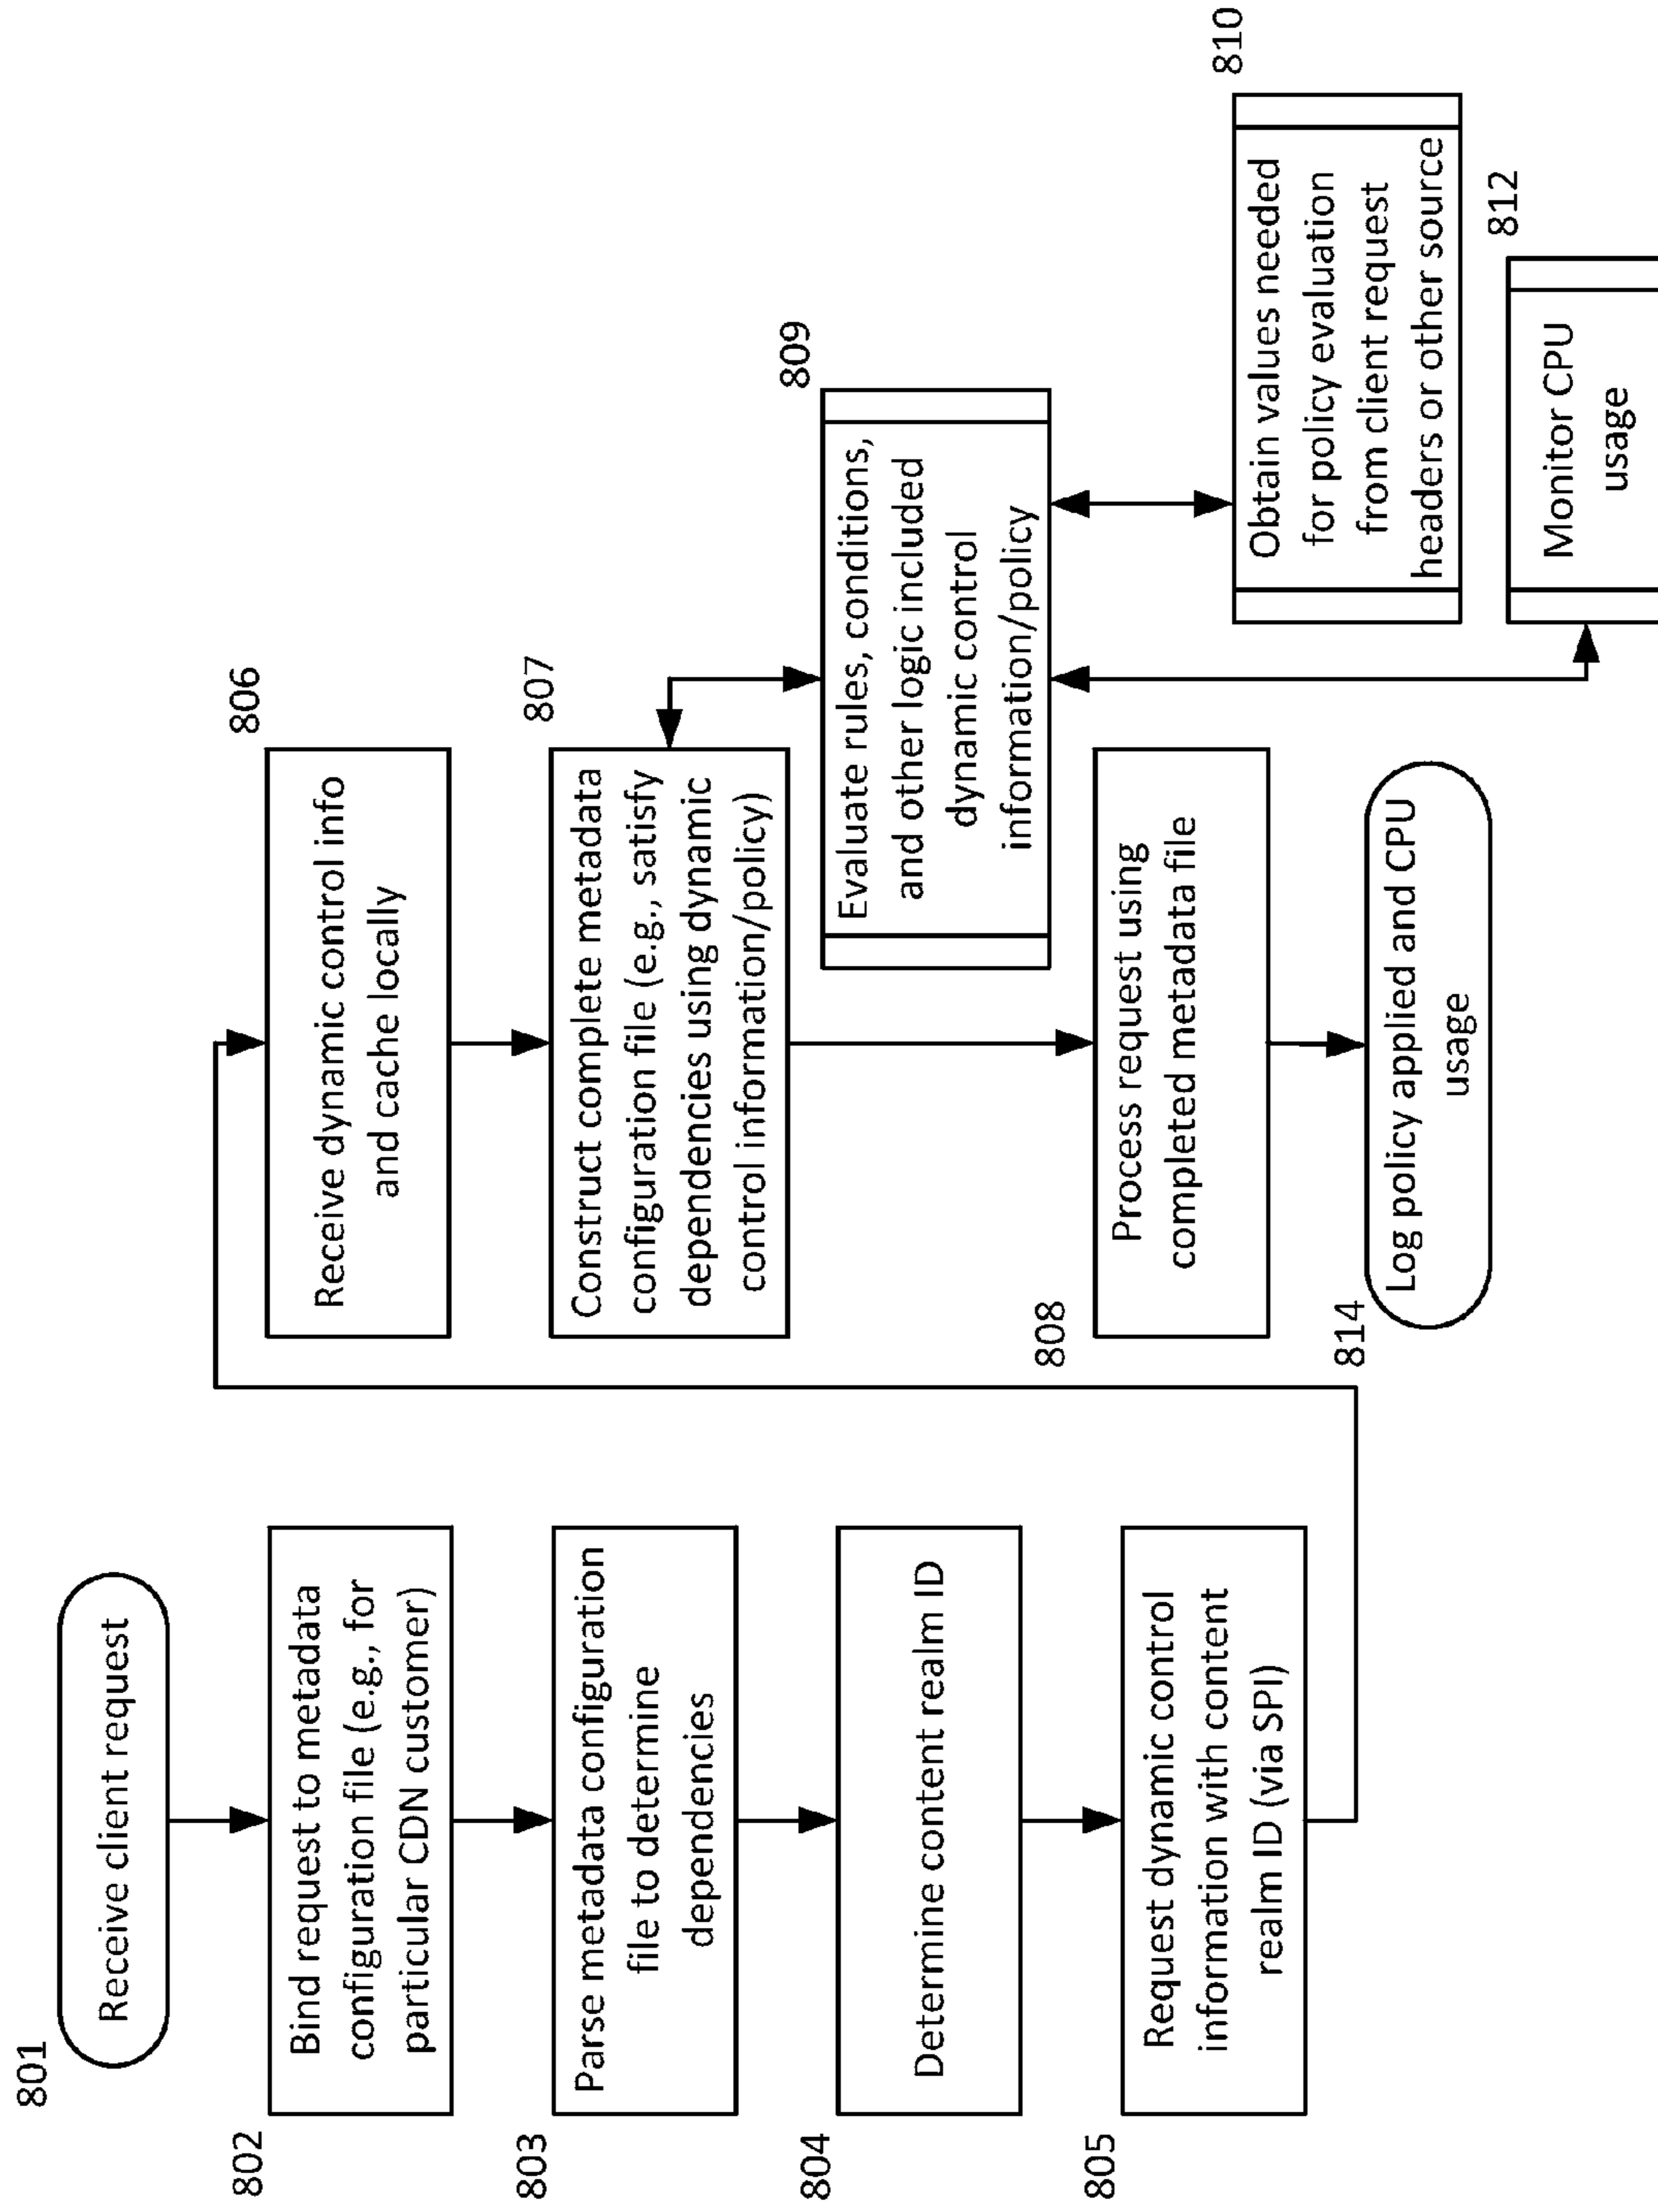 801
Receive client request
802
Bind request to metadata
configuration file (e.g., for
particular CDN customer)
803
Parse metadata configuration
file to determine
dependencies
804
Determine content realm ID
805
Request dynamic control
information with content
realm ID (via SPI)
806
Receive dynamic control info
and cache locally
807
Construct complete metadata
configuration file (e.g., satisfy
dependencies using dynamic
control information/policy)
808
Process request using
completed metadata file
814
Log policy applied and CPU
usage
809
Evaluate rules, conditions,
and other logic included
dynamic control
information/policy
810
Obtain values needed
for policy evaluation
from client request
headers or other source
812
Monitor CPU
usage